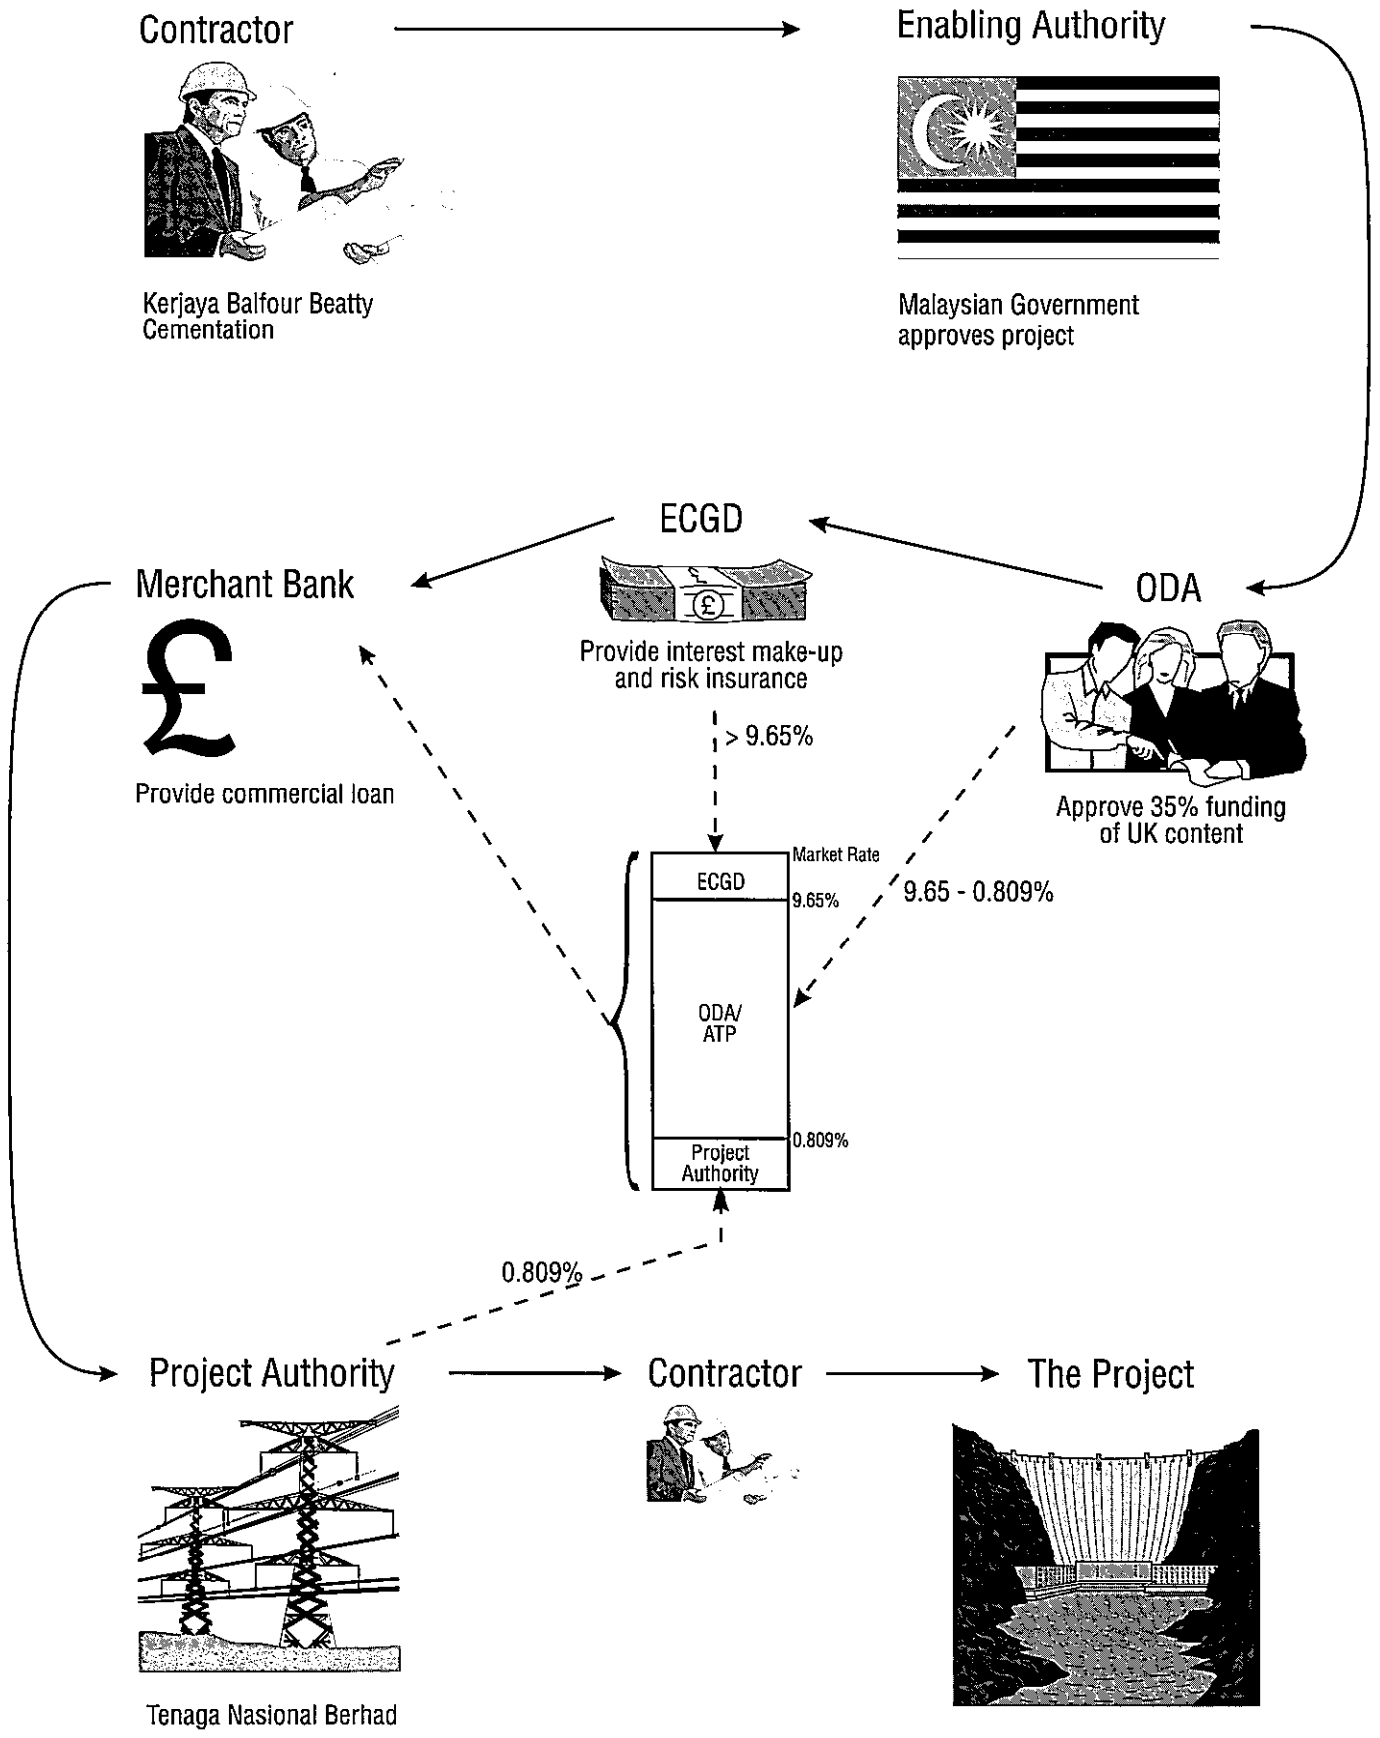 Contractor
Enabling Authority
Kerjaya Balfour Beatty
Cementation
Malaysian Government
approves project
ECGD
Merchant Bank
ODA
£
£
Provide interest make-up
and risk insurance
Provide commercial loan
> 9.65%
Approve 35% funding
of UK content
Market Rate
ECGD
9.65%
9.65 - 0.809%
ODA/
ATP
0.809%
Project
Authority
0.809%
Project Authority
Contractor
The Project
Tenaga Nasional Berhad